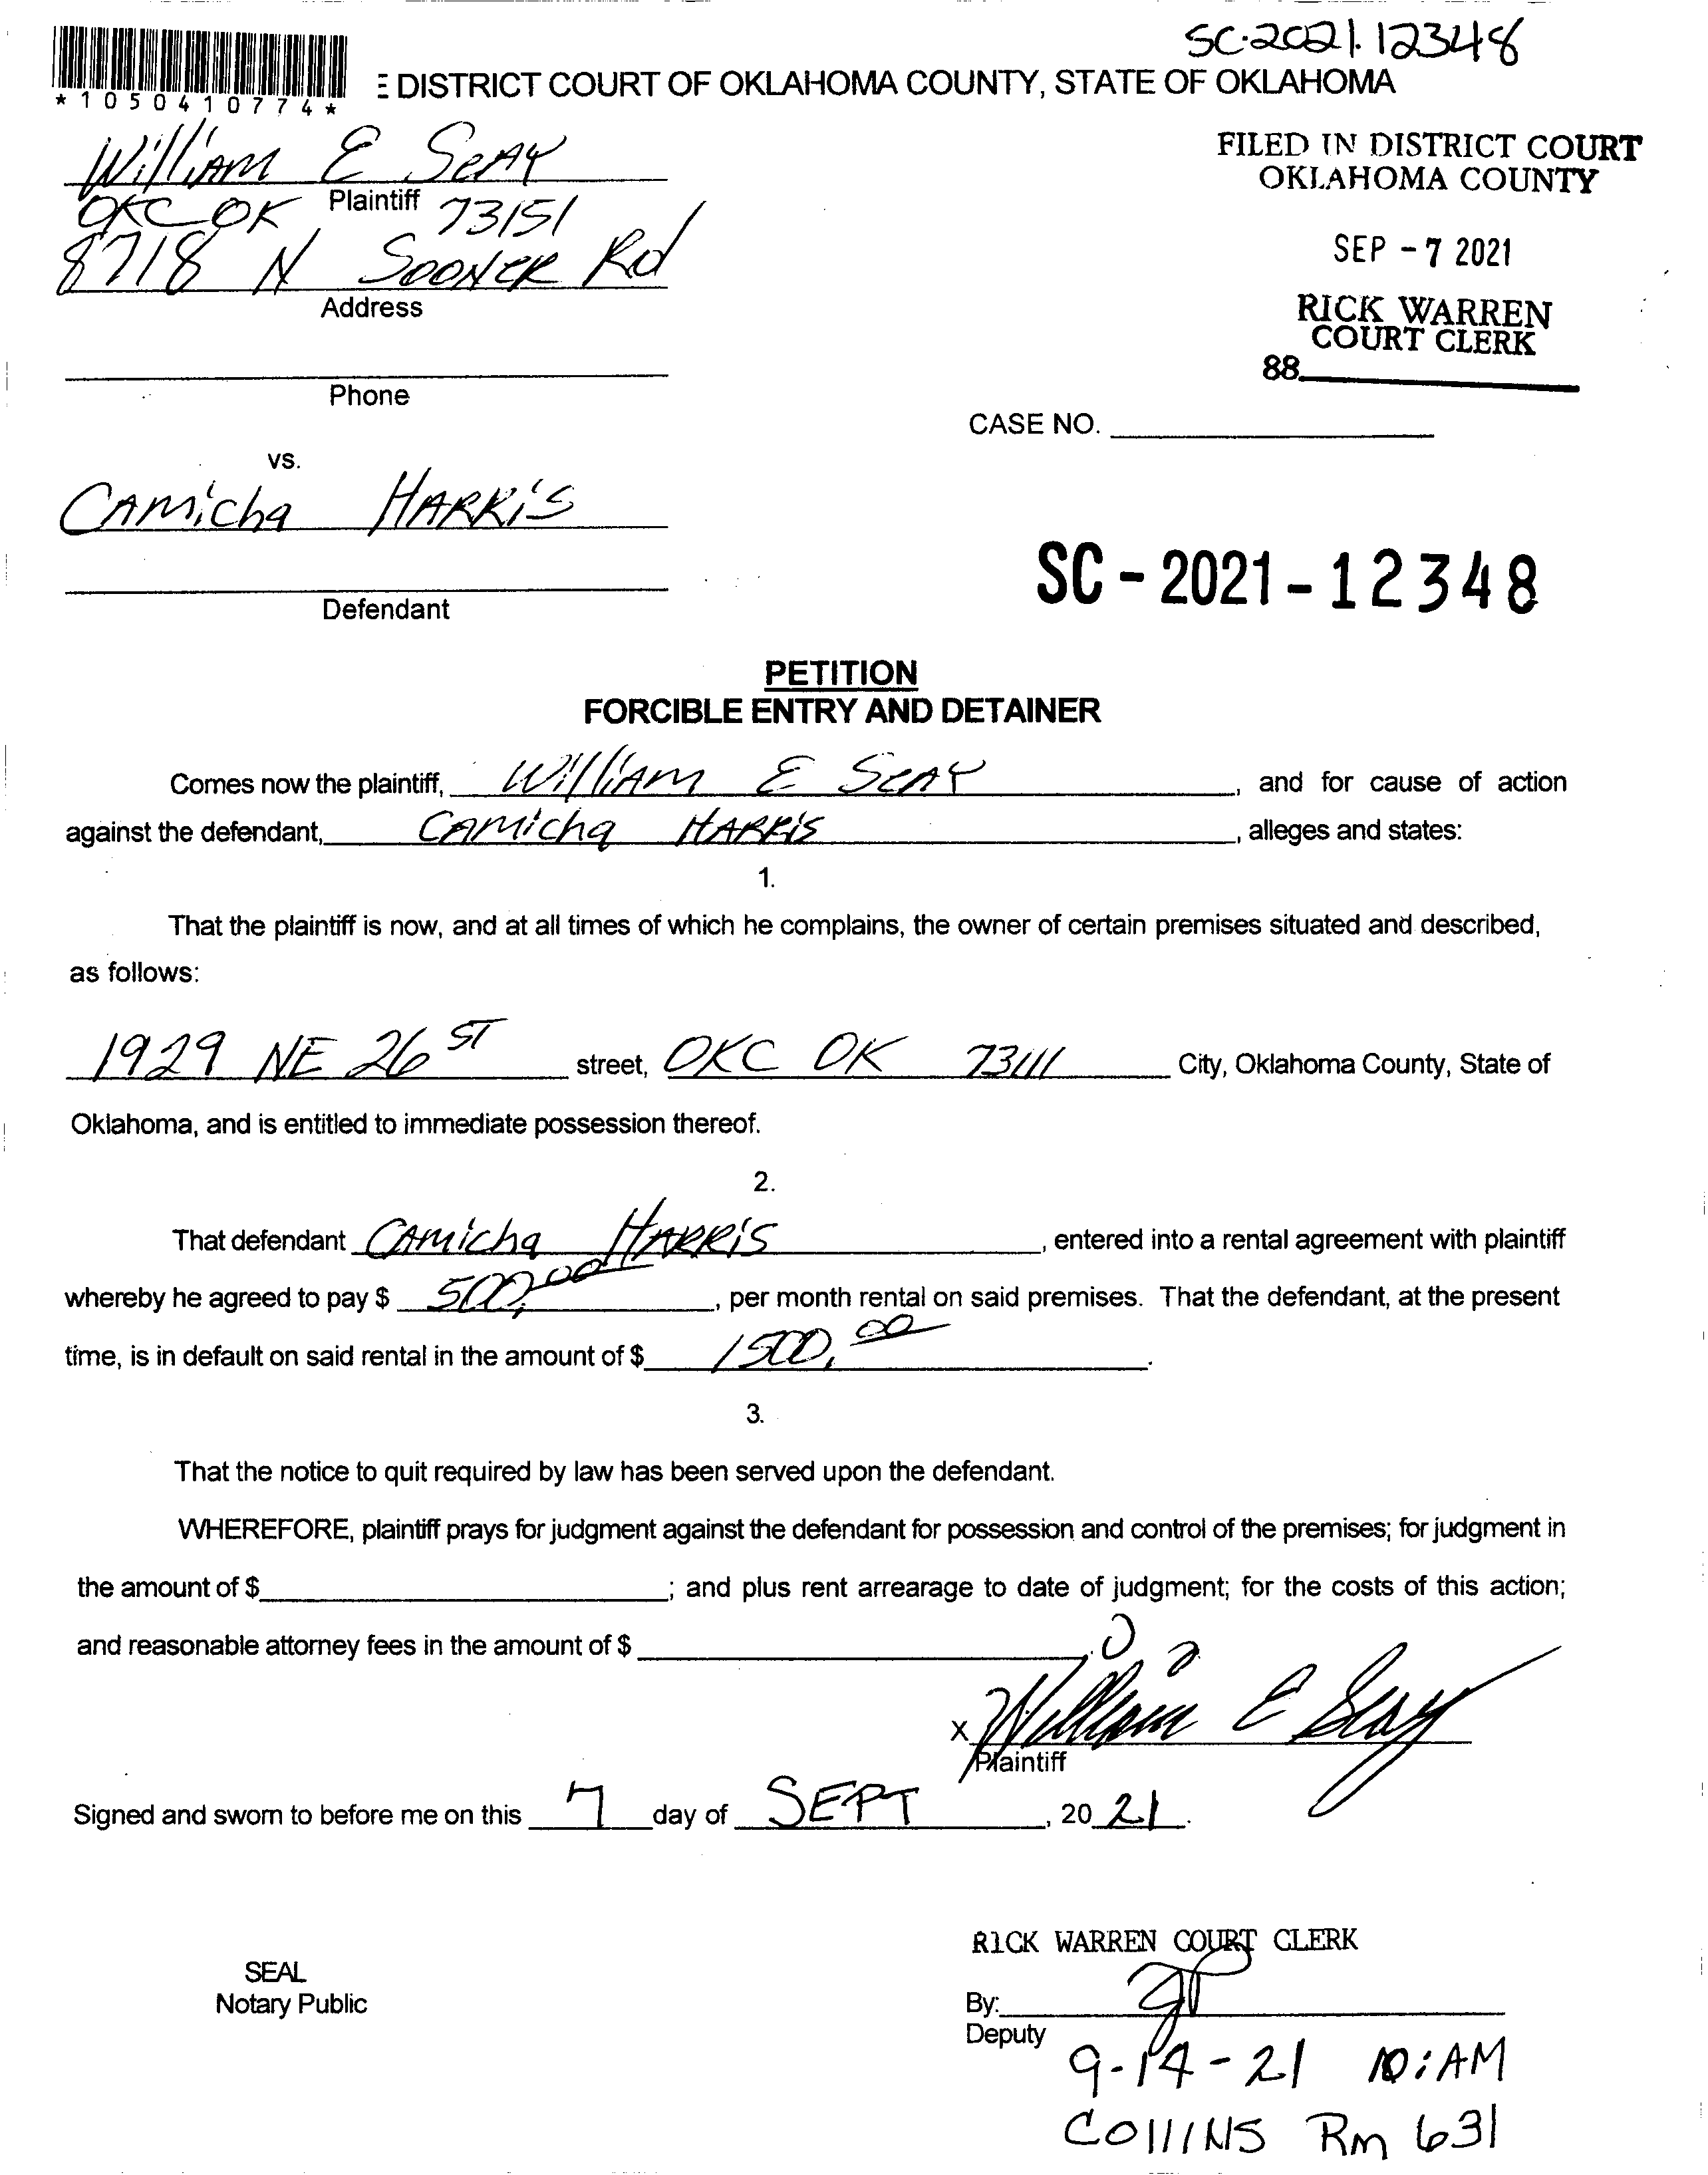 SC-2021-12348
*1050410774*
E DISTRICT COURT OF OKLAHOMA COUNTY, STATE OF OKLAHOMA
William E Seay
Plaintiff
OKC OK 73151
8718 N Sooner Rd
Address
Phone
FILED IN DISTRICT COURT
OKLAHOMA COUNTY
SEP - 7 2021
RICK WARREN
COURT CLERK
88
CASE NO.
vs.
Camicha Harris
Defendant
SC - 2021 - 12348
PETITION
FORCIBLE ENTRY AND DETAINER
Comes now the plaintiff, William E Seay, and for cause of action
against the defendant, Camicha Harris, alleges and states:
1.
That the plaintiff is now, and at all times of which he complains, the owner of certain premises situated and described,
as follows:
1929 NE 26 ST street, OKC OK 73111 City, Oklahoma County, State of
Oklahoma, and is entitled to immediate possession thereof.
2.
That defendant Camicha Harris, entered into a rental agreement with plaintiff
whereby he agreed to pay $ 500,00, per month rental on said premises. That the defendant, at the present
time, is in default on said rental in the amount of $ 1500,00.
3.
That the notice to quit required by law has been served upon the defendant.
WHEREFORE, plaintiff prays for judgment against the defendant for possession and control of the premises; for judgment in
the amount of $ ; and plus rent arrearage to date of judgment; for the costs of this action;
and reasonable attorney fees in the amount of $ .
X William E Seay
Plaintiff
Signed and sworn to before me on this 7 day of SEPT, 2021.
RICK WARREN COURT CLERK
SEAL
Notary Public
By:
Deputy
9-14-21 10:AM
Collins Rm 631